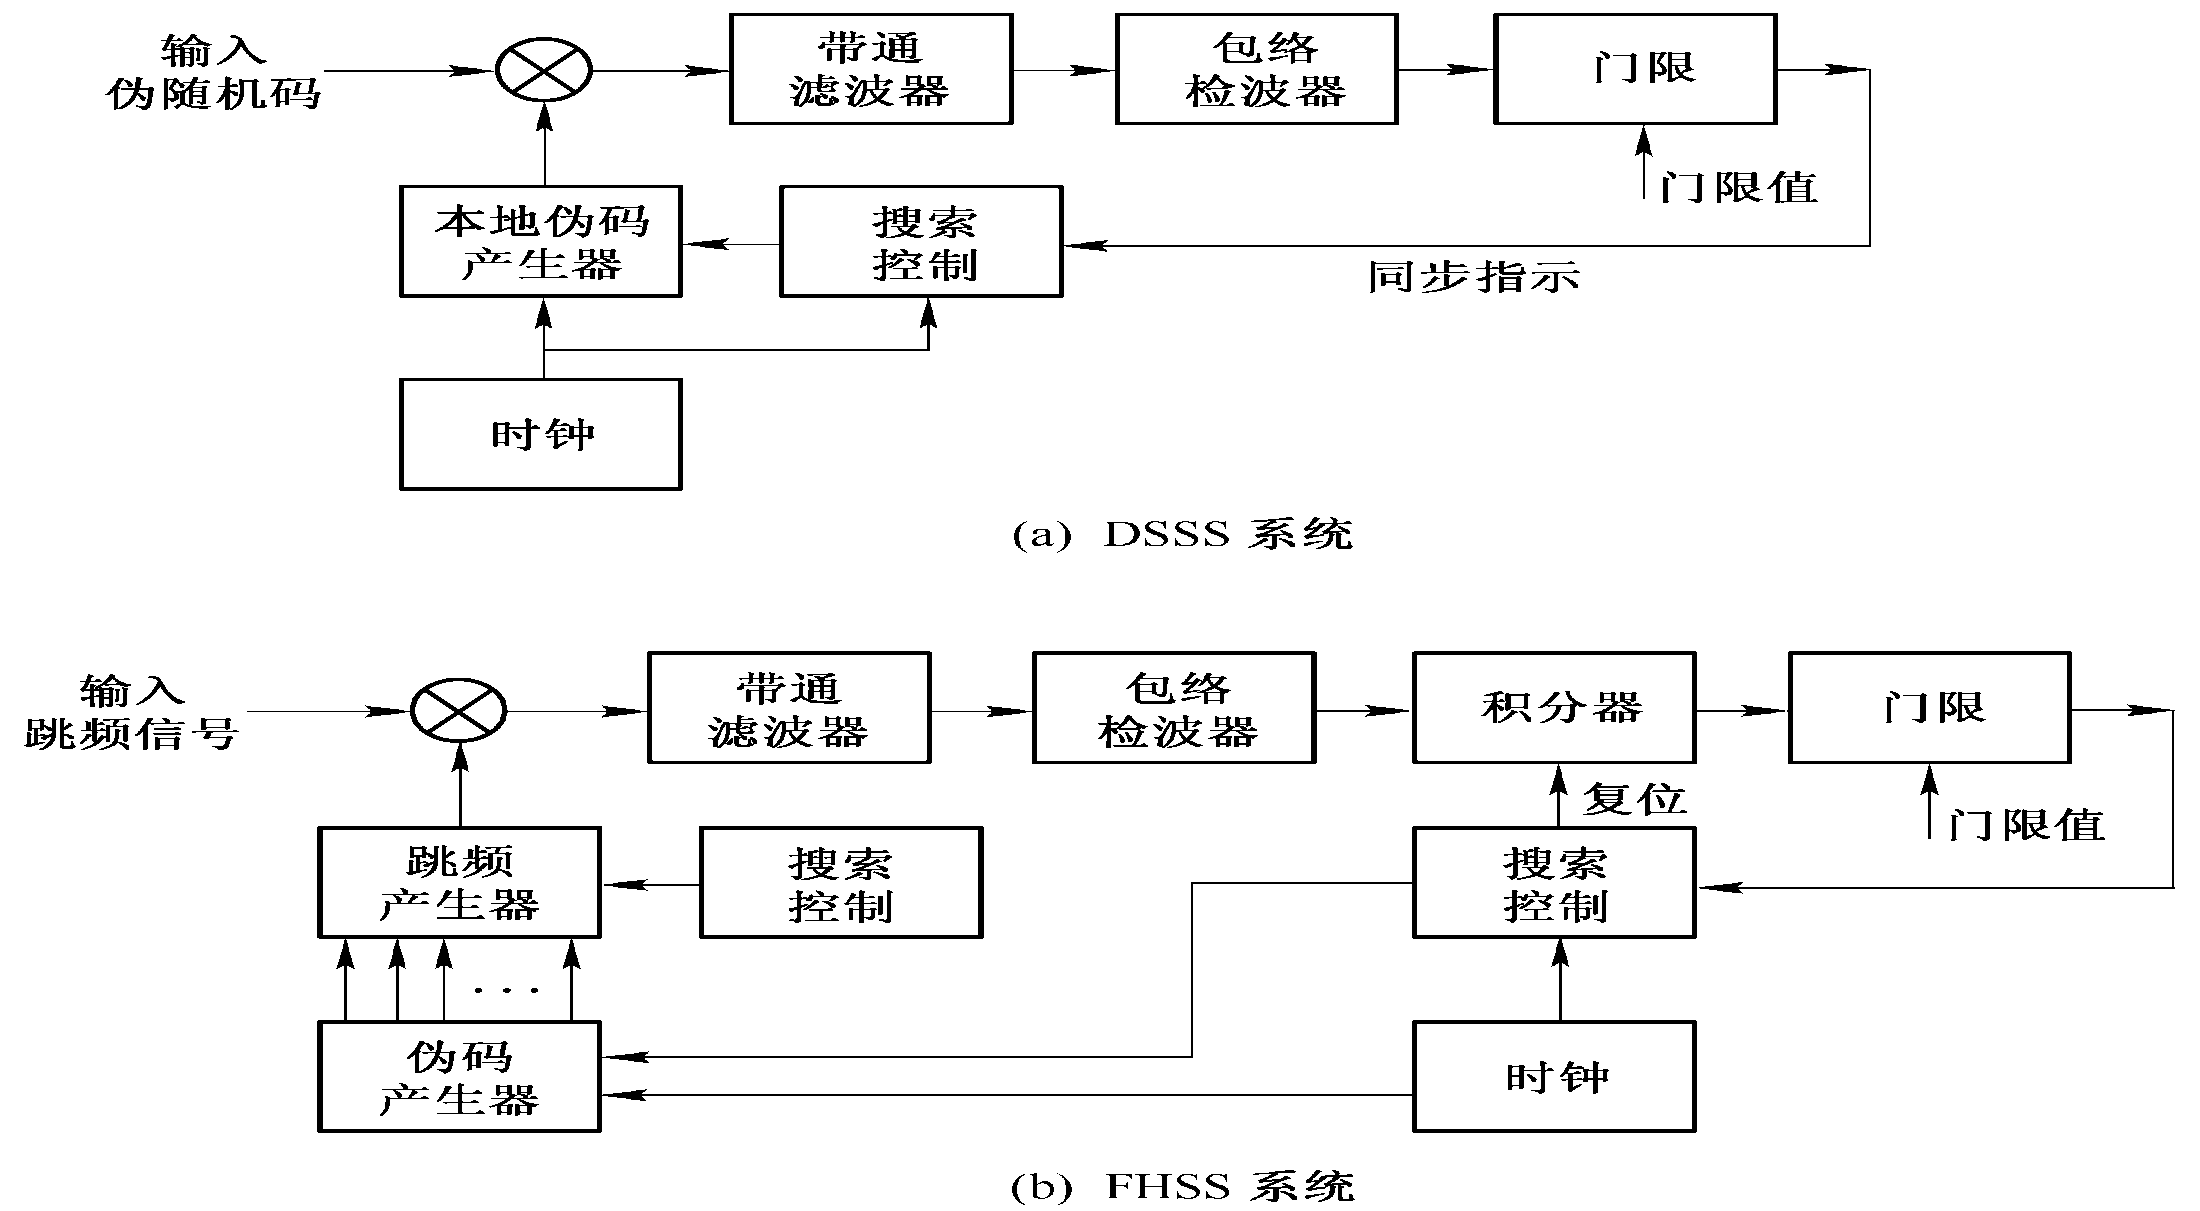 输入
伪随机码
带通
滤波器
包络
检波器
门限
门限值
本地伪码
产生器
搜索
控制
同步指示
时钟
(a) DSSS 系统
输入
跳频信号
带通
滤波器
包络
检波器
积分器
门限
复位
门限值
跳频
产生器
搜索
控制
搜索
控制
···
伪码
产生器
时钟
(b) FHSS 系统